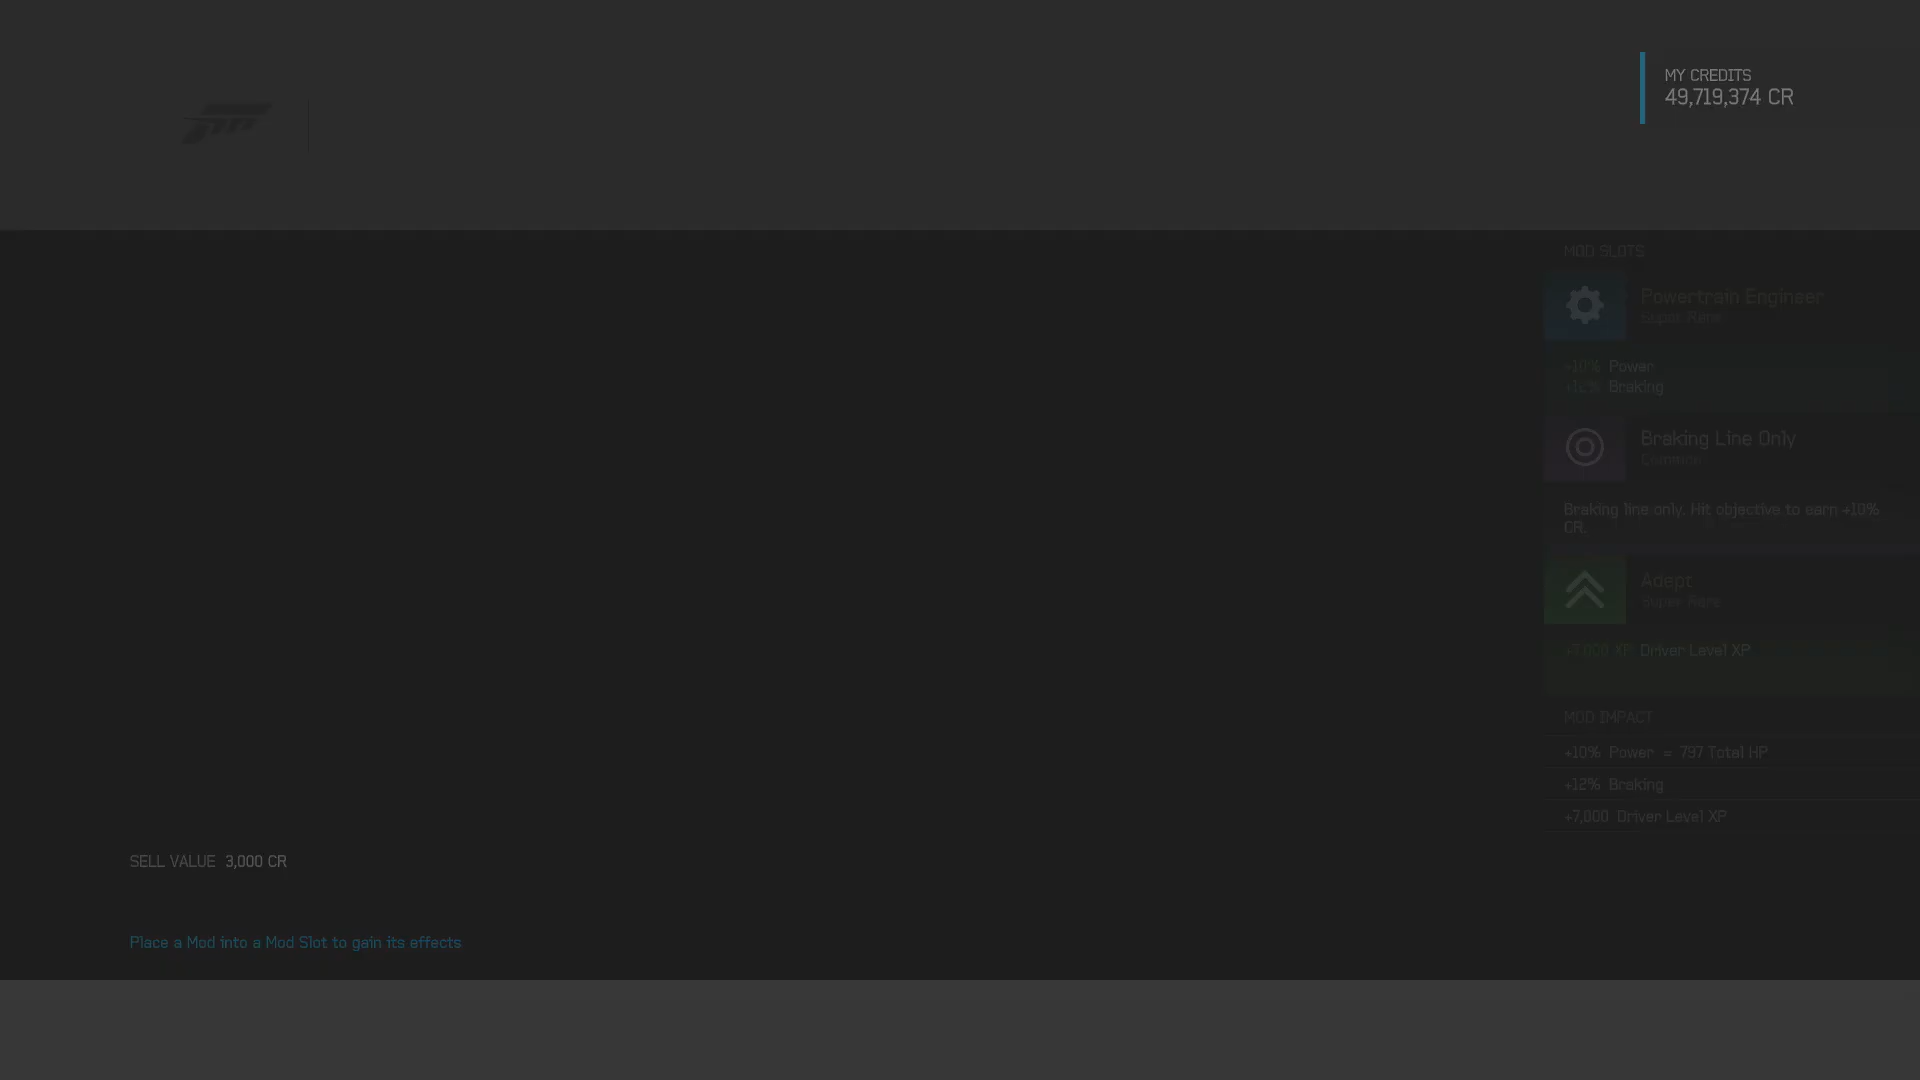 MY CREDITS
49,719,374 CR
MOD SLOTS
Powertrain Engineer
Super Rare
+10% Power
+12% Braking
Braking Line Only
Common
Braking line only. Hit objective to earn +10%
CR.
Adept
Super Rare
+7,000 XP Driver Level XP
MOD IMPACT
+10% Power = 797 Total HP
+12% Braking
+7,000 Driver Level XP
SELL VALUE 3,000 CR
Place a Mod into a Mod Slot to gain its effects